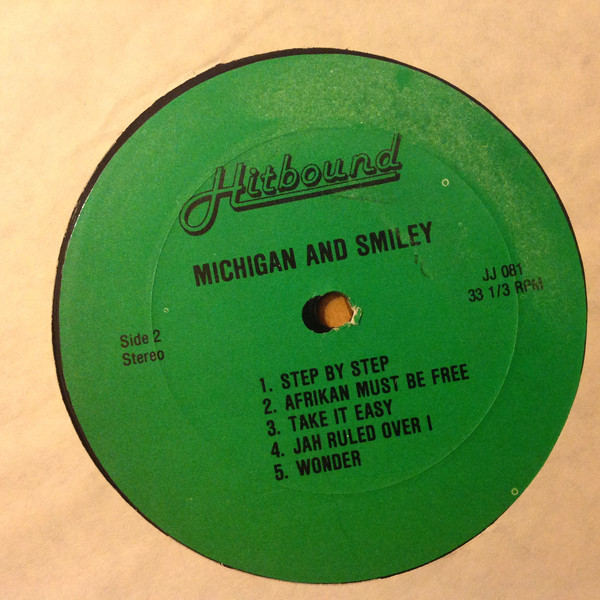 Hitbound
MICHIGAN AND SMILEY
JJ 081
33 1/3 RPM
Side 2
Stereo
1. STEP BY STEP
2. AFRIKAN MUST BE FREE
3. TAKE IT EASY
4. JAH RULED OVER I
5. WONDER